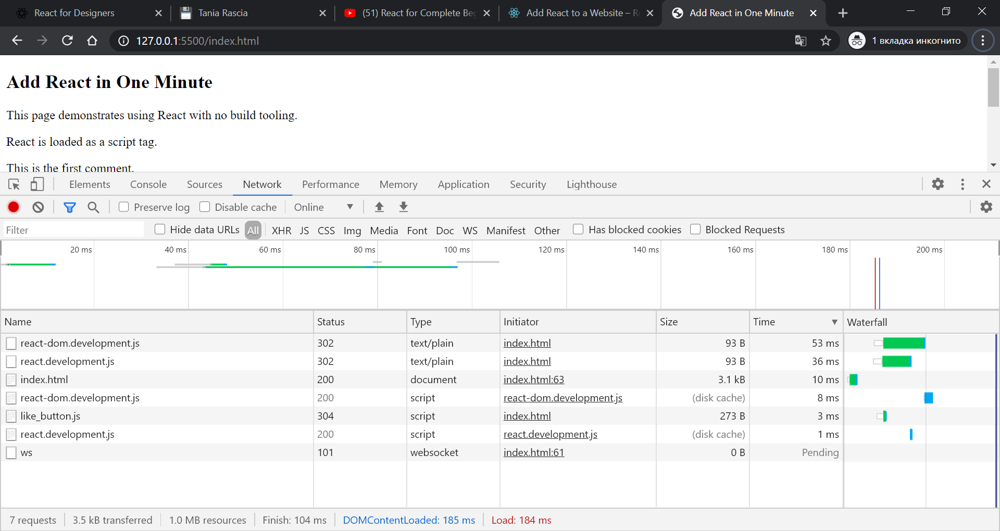 React for Designers
Tania Rascia
(51) React for Complete Beg
Add React to a Website – Re
Add React in One Minute
127.0.0.1:5500/index.html
1 вкладка инкогнито
Add React in One Minute
This page demonstrates using React with no build tooling.
React is loaded as a script tag.
This is the first comment.
Elements Console Sources Network Performance Memory Application Security Lighthouse
Preserve log Disable cache Online
Filter Hide data URLs All XHR JS CSS Img Media Font Doc WS Manifest Other Has blocked cookies Blocked Requests
20 ms 40 ms 60 ms 80 ms 100 ms 120 ms 140 ms 160 ms 180 ms 200 ms
Name Status Type Initiator Size Time Waterfall
react-dom.development.js 302 text/plain index.html 93 B 53 ms
react.development.js 302 text/plain index.html 93 B 36 ms
index.html 200 document index.html:63 3.1 kB 10 ms
react-dom.development.js 200 script react-dom.development.js (disk cache) 8 ms
like_button.js 304 script index.html 273 B 3 ms
react.development.js 200 script react.development.js (disk cache) 1 ms
ws 101 websocket index.html:61 0 B Pending
7 requests 3.5 kB transferred 1.0 MB resources Finish: 104 ms DOMContentLoaded: 185 ms Load: 184 ms